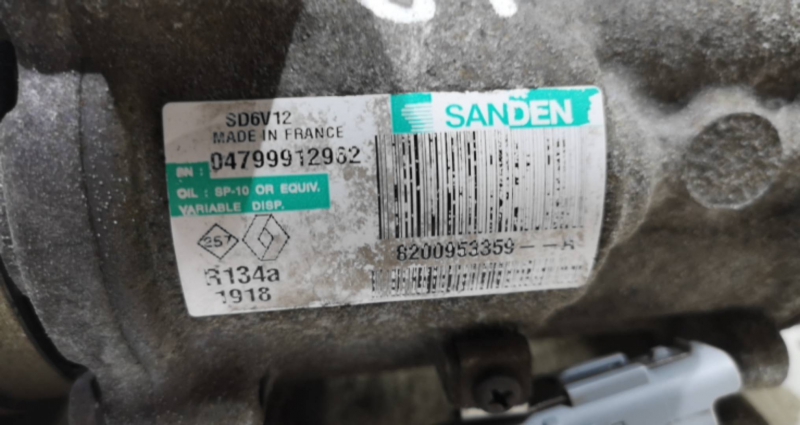 SD6V12
MADE IN FRANCE
SANDEN
SN: 04799912962
OIL: SP-10 OR EQUIV.
VARIABLE DISP.
257
8200953359
R134a
1918